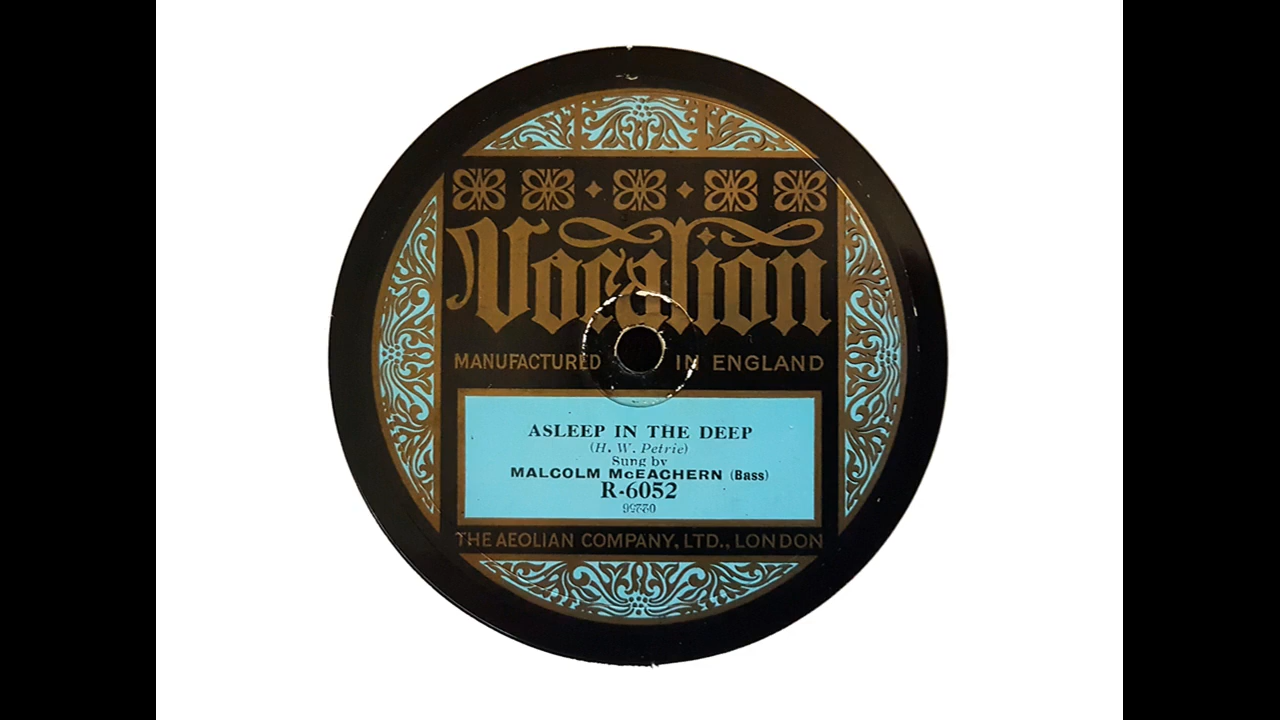 Vocalion
MANUFACTURED IN ENGLAND
ASLEEP IN THE DEEP
(H. W. Petrie)
Sung by
MALCOLM McEACHERN (Bass)
R-6052
02256
THE AEOLIAN COMPANY, LTD., LONDON